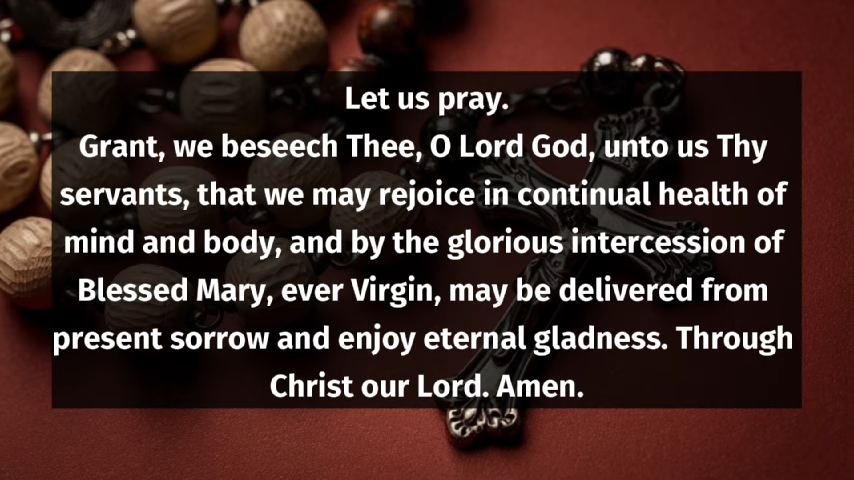 Let us pray.
Grant, we beseech Thee, O Lord God, unto us Thy
servants, that we may rejoice in continual health of
mind and body, and by the glorious intercession of
Blessed Mary, ever Virgin, may be delivered from
present sorrow and enjoy eternal gladness. Through
Christ our Lord. Amen.